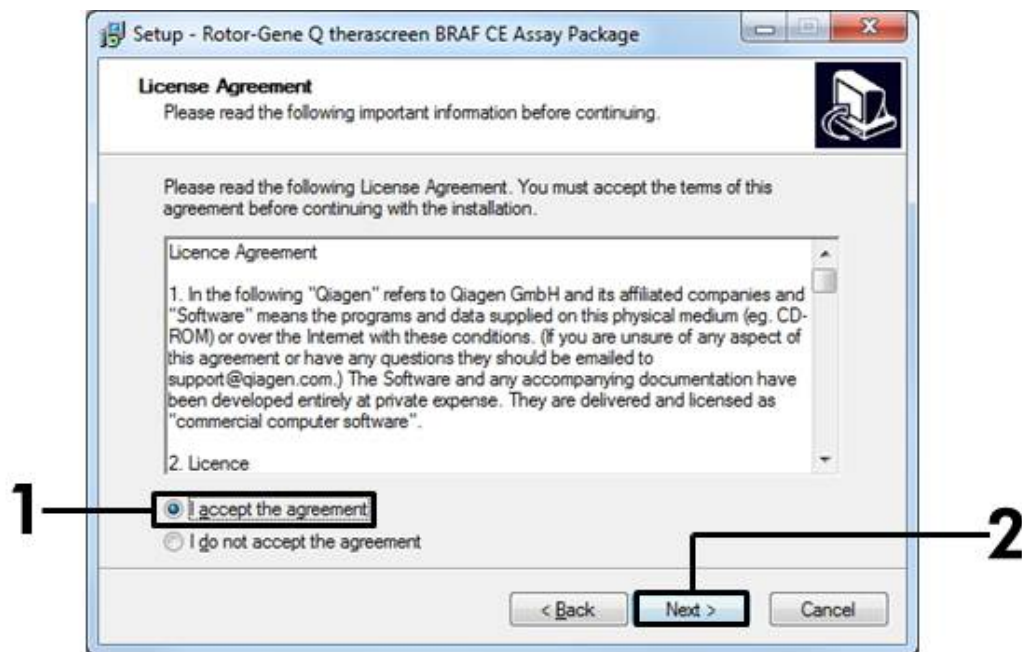 Setup - Rotor-Gene Q therascreen BRAF CE Assay Package
License Agreement
Please read the following important information before continuing.
Please read the following License Agreement. You must accept the terms of this
agreement before continuing with the installation.
Licence Agreement
1. In the following "Qiagen" refers to Qiagen GmbH and its affiliated companies and
"Software" means the programs and data supplied on this physical medium (eg. CD-
ROM) or over the Internet with these conditions. (If you are unsure of any aspect of
this agreement or have any questions they should be emailed to
support@qiagen.com.) The Software and any accompanying documentation have
been developed entirely at private expense. They are delivered and licensed as
"commercial computer software".
2. Licence
1
I accept the agreement
I do not accept the agreement
2
< Back
Next >
Cancel